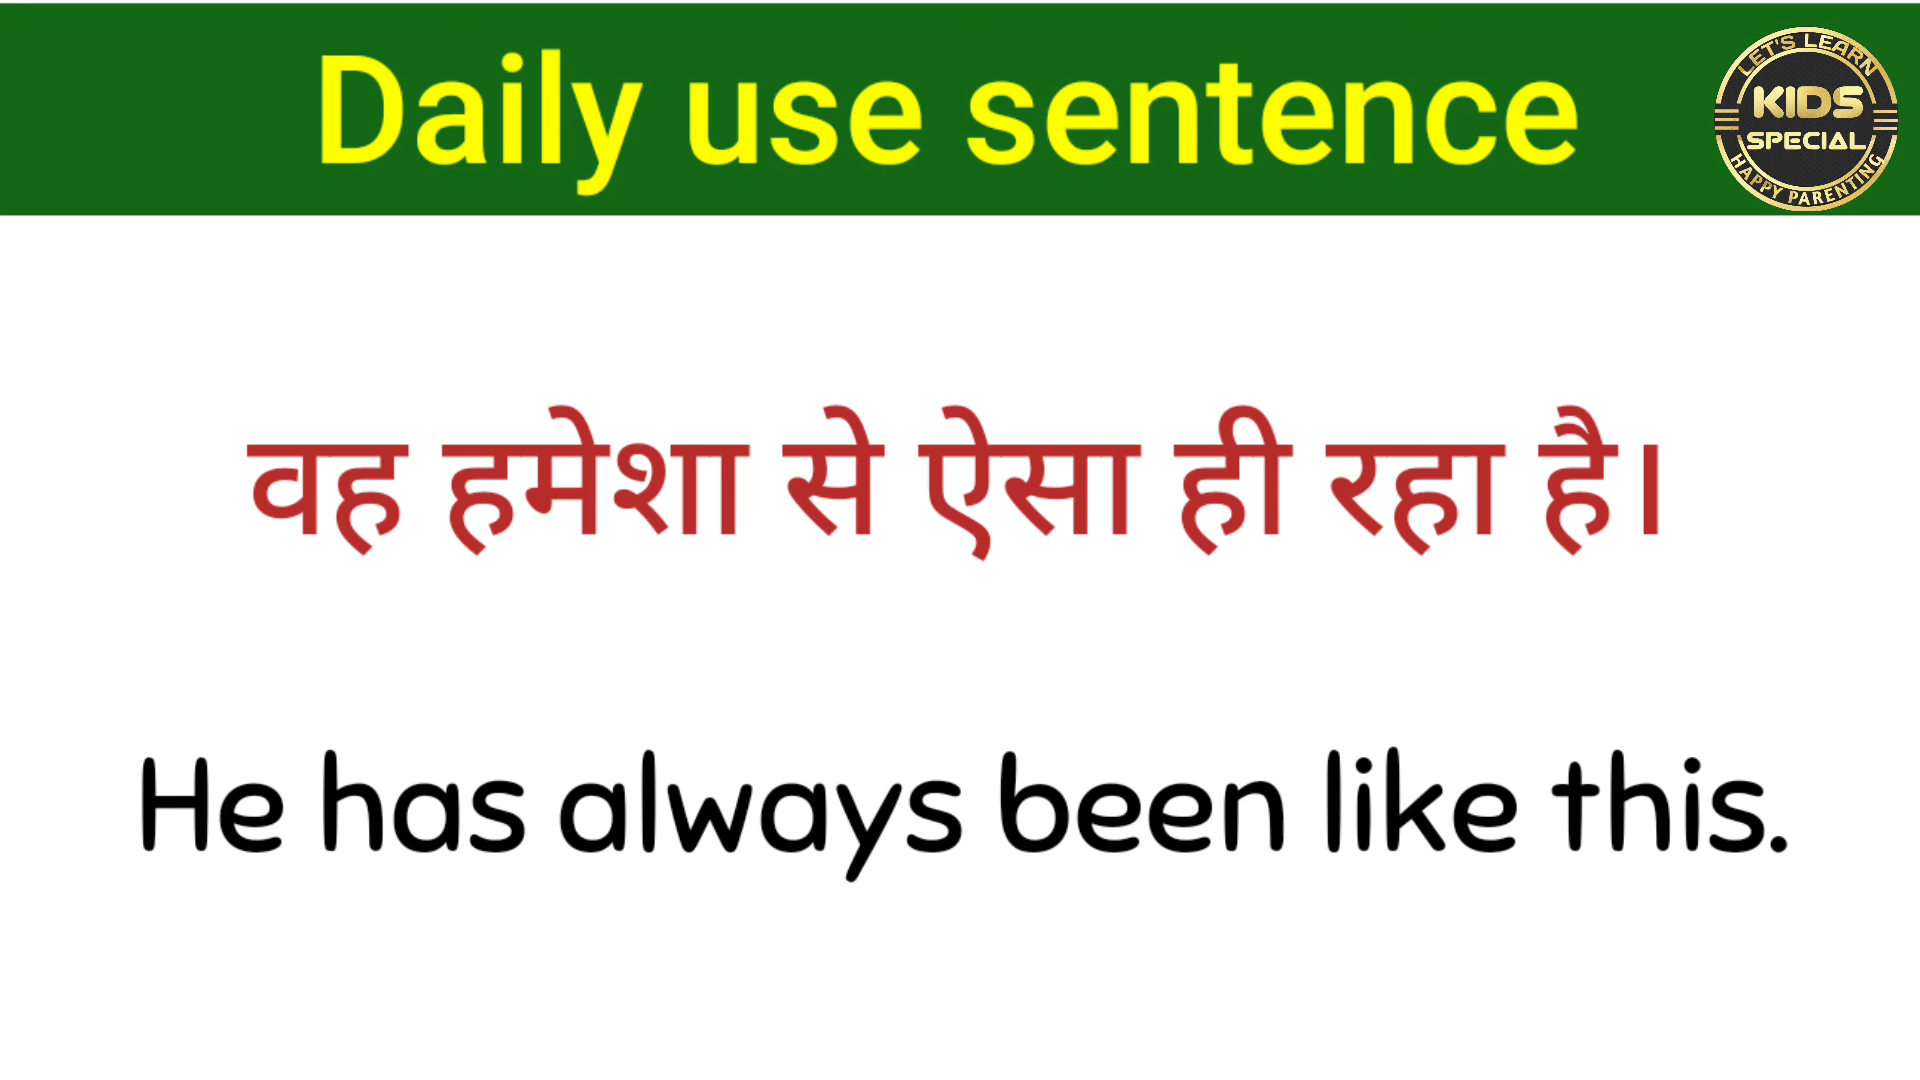 Daily use sentence
LET'S LEARN
KIDS
SPECIAL
HAPPY PARENTING
वह हमेशा से ऐसा ही रहा है।
He has always been like this.